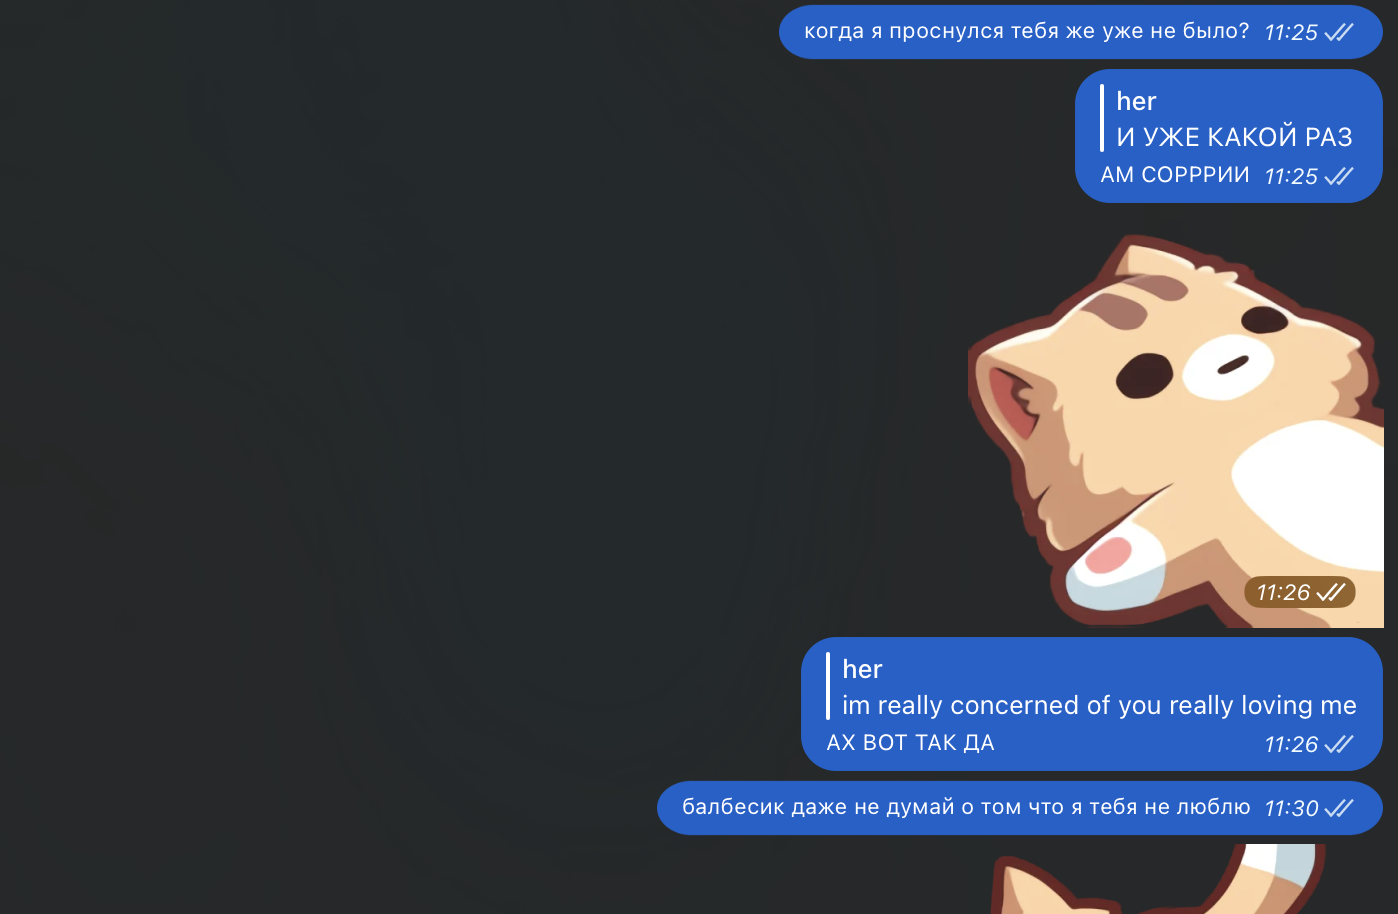 когда я проснулся тебя же уже не было? 11:25
her
И УЖЕ КАКОЙ РАЗ
АМ СОРРРИИ 11:25
11:26
her
im really concerned of you really loving me
АХ ВОТ ТАК ДА 11:26
балбесик даже не думай о том что я тебя не люблю 11:30